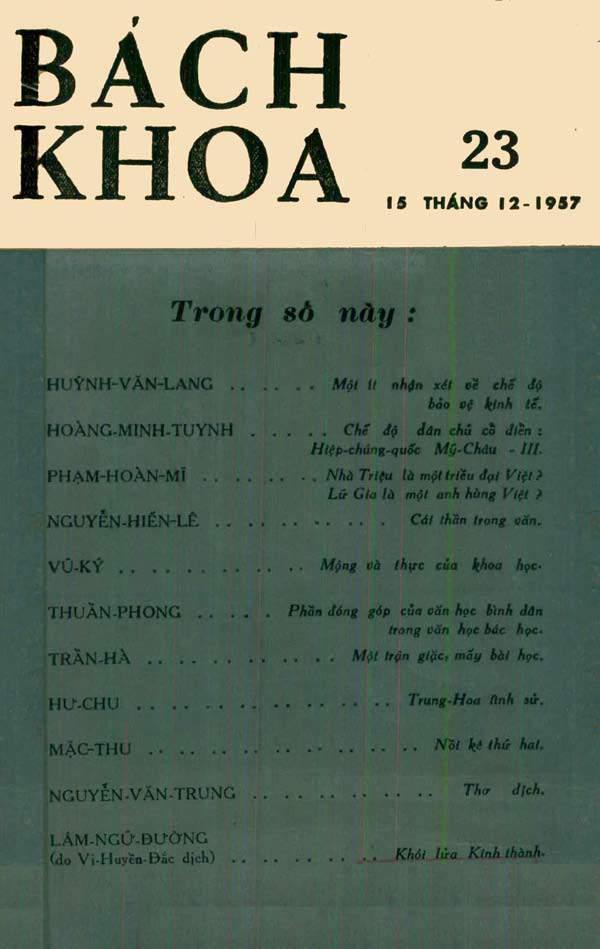 BÁCH
KHOA
23
15 THÁNG 12-1957
Trong số này :
HUỲNH-VĂN-LANG . . . . . . Một ít nhận xét về chế độ
bảo vệ kinh tế.
HOÀNG-MINH-TUYNH . . . . . Chế độ dân chủ cổ điển :
Hiệp-chúng-quốc Mỹ-Châu - III.
PHẠM-HOÀN-MĨ . . . . . . . . Nhà Triệu là một triều đại Việt ?
Lữ Gia là một anh hùng Việt ?
NGUYỄN-HIẾN-LÊ . . . . . . . . . Cái thần trong văn.
VŨ-KÝ . . . . . . . . . . . Mộng và thực của khoa học.
THUẦN-PHONG . . . . . Phần đóng góp của văn học bình dân
trong văn học bác học.
TRẦN-HÀ . . . . . . . . . . . Một trận giặc, mấy bài học.
HƯ-CHU . . . . . . . . . . . . . . Trung-Hoa tình sử.
MẶC-THU . . . . . . . . . . . . . . . Nồi kê thứ hai.
NGUYỄN-VĂN-TRUNG . . . . . . . . . . Thơ dịch.
LÂM-NGỮ-ĐƯỜNG
(do Vi-Huyền-Đắc dịch) . . . . . . . . Khói lửa Kinh thành.